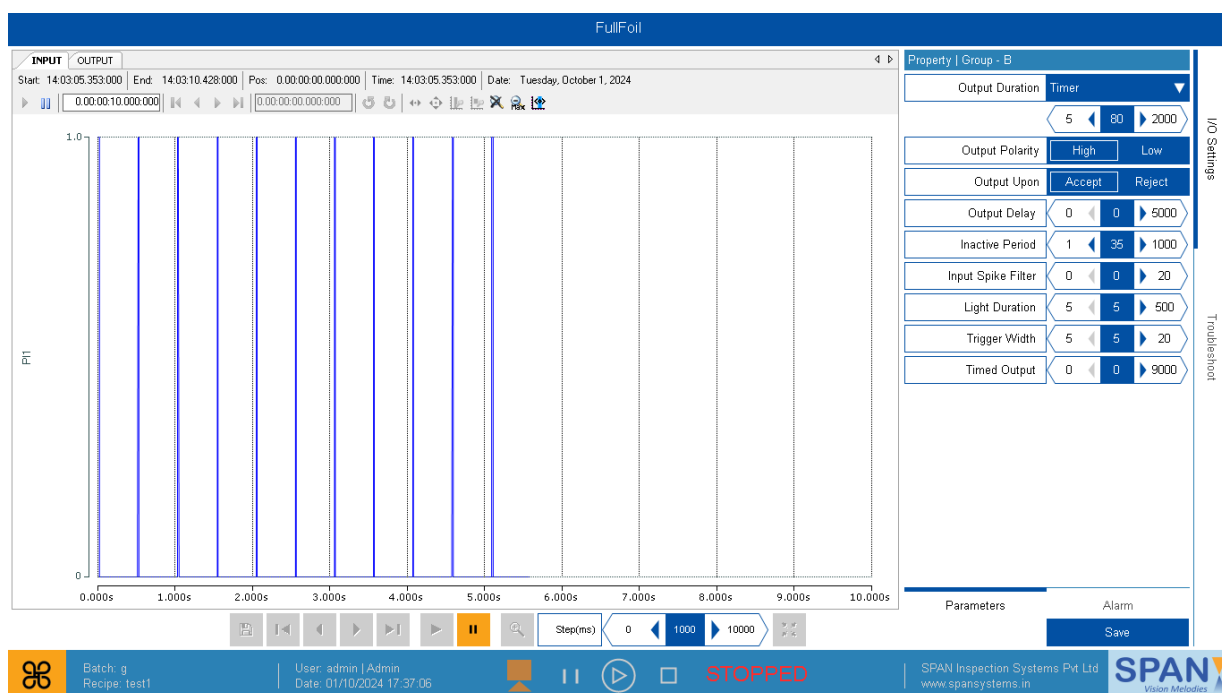 FullFoil
INPUT OUTPUT
Start: 14:03:05.353:000 End: 14:03:10.428:000 Pos: 0.00:00:00.000:000 Time: 14:03:05.353:000 Date: Tuesday, October 1, 2024
0.00:00:10.000:000 0.00:00:00.000:000 Max
1.0
PI1
0
0.000s 1.000s 2.000s 3.000s 4.000s 5.000s 6.000s 7.000s 8.000s 9.000s 10.000s
Step(ms) 0 1000 10000
Property | Group - B
Output Duration Timer
5 80 2000
Output Polarity High Low
Output Upon Accept Reject
Output Delay 0 0 5000
Inactive Period 1 35 1000
Input Spike Filter 0 0 20
Light Duration 5 5 500
Trigger Width 5 5 20
Timed Output 0 0 9000
Parameters Alarm
Save
I/O Settings
Troubleshoot
Batch: g
Recipe: test1
User: admin | Admin
Date: 01/10/2024 17:37:06
STOPPED
SPAN Inspection Systems Pvt Ltd
www.spansystems.in
SPAN
Vision Melodies